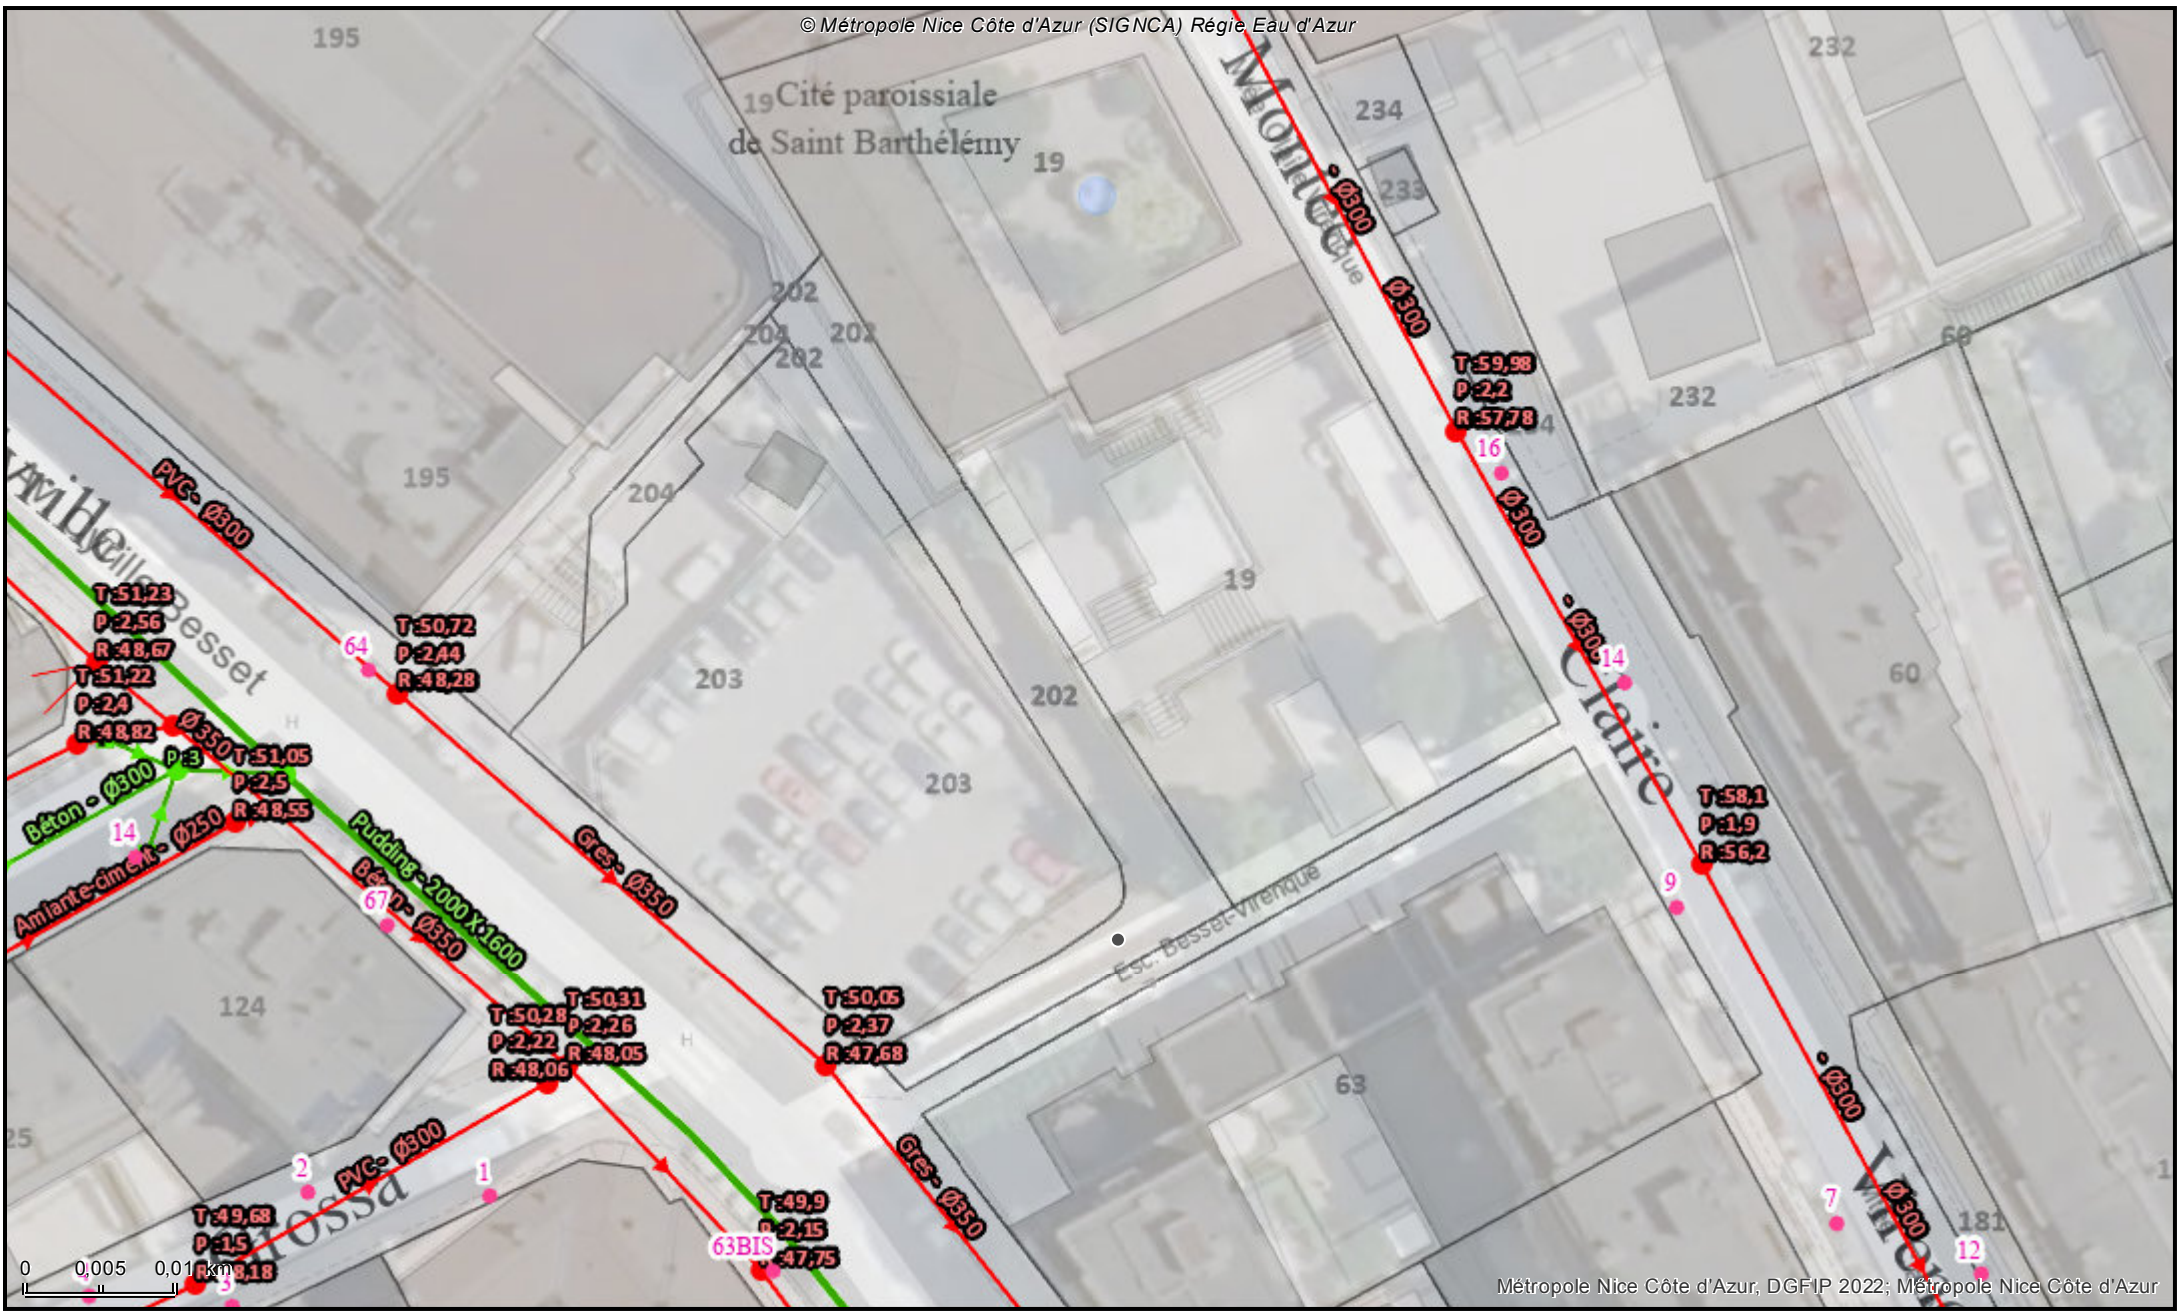 © Métropole Nice Côte d'Azur (SIGNCA) Régie Eau d'Azur
195
232
19
Cité paroissiale
de Saint Barthélémy
19
Montée
234
233
- Ø300
202
204
202
202
Ø300
60
T :59,98
P :2,2
R :57,78
232
16
195
204
PVC - Ø300
Ø300
19
- Ø300
Besset
T :51,23
P :2,56
R :48,67
T :51,22
P :2,4
R :48,82
64
T :50,72
P :2,44
R :48,28
203
202
14
60
Claire
H
Ø350
P :3
T :51,05
P :2,5
R :48,55
203
T :58,1
P :1,9
R :56,2
Béton - Ø300
14
Amiante-ciment - Ø250
Pudding - 2000 X 1600
Béton - Ø350
67
Gres - Ø350
9
Esc. Besset-Virenque
124
T :50,31
P :2,26
R :48,05
T :50,28
P :2,22
R :48,06
H
T :50,05
P :2,37
R :47,68
63
- Ø300
25
PVC - Ø300
2
1
Gres - Ø350
T :49,9
P :2,15
:47,75
63BIS
7
Ø300
181
12
T :49,68
P :1,5
3
0 0,005 0,01 km
Métropole Nice Côte d'Azur, DGFIP 2022; Métropole Nice Côte d'Azur